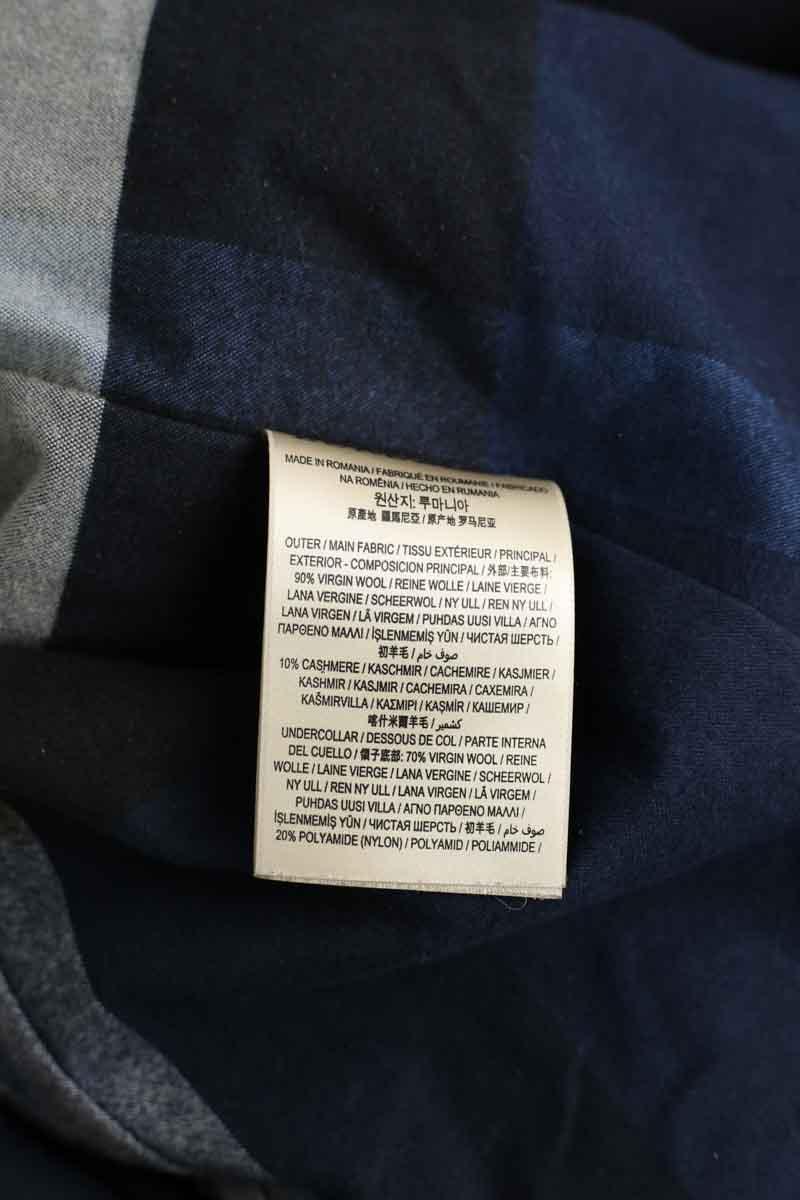 MADE IN ROMANIA / FABRIQUÉ EN ROUMANIE / FABRICADO
NA ROMÊNIA / HECHO EN RUMANIA
원산지: 루마니아
原產地 羅馬尼亞 / 原产地 罗马尼亚
OUTER / MAIN FABRIC / TISSU EXTÉRIEUR / PRINCIPAL /
EXTERIOR - COMPOSICION PRINCIPAL / 外部/主要布料:
90% VIRGIN WOOL / REINE WOLLE / LAINE VIERGE /
LANA VERGINE / SCHEERWOL / NY ULL / REN NY ULL /
LANA VIRGEN / LÃ VIRGEM / PUHDAS UUSI VILLA / ΑΓΝΟ
ΠΑΡΘΕΝΟ ΜΑΛΛΙ / İŞLENMEMİŞ YÜN / ЧИСТАЯ ШЕРСТЬ /
初羊毛 / صوف خام /
10% CASHMERE / KASCHMIR / CACHEMIRE / KASJMIER /
KASHMIR / KASJMIR / CACHEMIRA / CAXEMIRA /
KAŠMIRVILLA / ΚΑΣΜΙΡΙ / KAŞMİR / КАШЕМИР /
喀什米爾羊毛 / كشمير /
UNDERCOLLAR / DESSOUS DE COL / PARTE INTERNA
DEL CUELLO / 領子底部: 70% VIRGIN WOOL / REINE
WOLLE / LAINE VIERGE / LANA VERGINE / SCHEERWOL /
NY ULL / REN NY ULL / LANA VIRGEN / LÃ VIRGEM /
PUHDAS UUSI VILLA / ΑΓΝΟ ΠΑΡΘΕΝΟ ΜΑΛΛΙ /
İŞLENMEMİŞ YÜN / ЧИСТАЯ ШЕРСТЬ / 初羊毛 / صوف خام /
20% POLYAMIDE (NYLON) / POLYAMID / POLIAMMIDE /